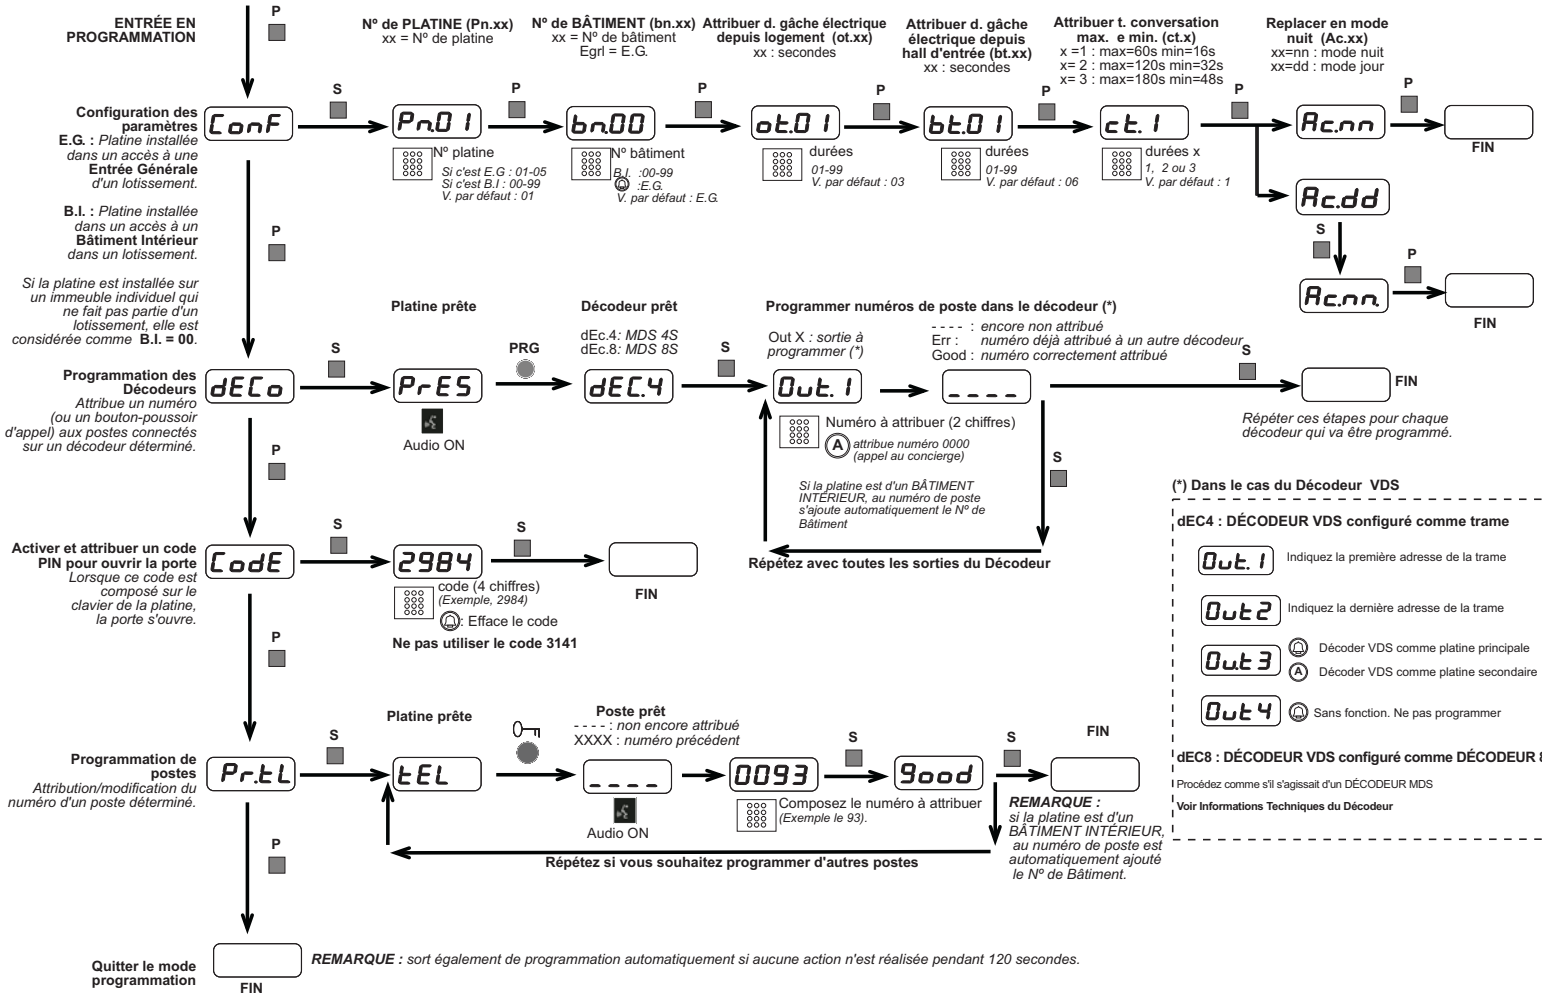 ENTRÉE EN
PROGRAMMATION
P
Nº de PLATINE (Pn.xx)
xx = Nº de platine
Nº de BÂTIMENT (bn.xx)
xx = Nº de bâtiment
Egrl = E.G.
Attribuer d. gâche électrique
depuis logement (ot.xx)
xx : secondes
Attribuer d. gâche
électrique depuis
hall d'entrée (bt.xx)
xx : secondes
Attribuer t. conversation
max. e min. (ct.x)
x =1 : max=60s min=16s
x= 2 : max=120s min=32s
x= 3 : max=180s min=48s
Replacer en mode
nuit (Ac.xx)
xx=nn : mode nuit
xx=dd : mode jour
Configuration des
paramètres
E.G. : Platine installée
dans un accès à une
Entrée Générale
d'un lotissement.
B.I. : Platine installée
dans un accès à un
Bâtiment Intérieur
dans un lotissement.
Si la platine est installée sur
un immeuble individuel qui
ne fait pas partie d'un
lotissement, elle est
considérée comme B.I. = 00.
ConF
S
Pn.01
P
bn.00
P
ot.01
P
bt.01
P
ct.1
P
Ac.nn
P
FIN
Nº platine
Si c'est E.G : 01-05
Si c'est B.I : 00-99
V. par défaut : 01
Nº bâtiment
B.I. :00-99
:E.G.
V. par défaut : E.G.
durées
01-99
V. par défaut : 03
durées
01-99
V. par défaut : 06
durées x
1, 2 ou 3
V. par défaut : 1
Ac.dd
S
Ac.nn.
P
FIN
P
Platine prête
Décodeur prêt
dEc.4: MDS 4S
dEc.8: MDS 8S
Programmer numéros de poste dans le décodeur (*)
Out X : sortie à
programmer (*)
- - - - : encore non attribué
Err : numéro déjà attribué à un autre décodeur
Good : numéro correctement attribué
Programmation des
Décodeurs
Attribue un numéro
(ou un bouton-poussoir
d'appel) aux postes connectés
sur un décodeur déterminé.
dECo
S
PrES
Audio ON
PRG
dEC.4
S
Out.1
- - - -
S
FIN
Numéro à attribuer (2 chiffres)
A
attribue numéro 0000
(appel au concierge)
Si la platine est d'un BÂTIMENT
INTÉRIEUR, au numéro de poste
s'ajoute automatiquement le Nº de
Bâtiment
S
Répétez avec toutes les sorties du Décodeur
Répéter ces étapes pour chaque
décodeur qui va être programmé.
P
Activer et attribuer un code
PIN pour ouvrir la porte
Lorsque ce code est
composé sur le
clavier de la platine,
la porte s'ouvre.
CodE
S
2984
S
FIN
code (4 chiffres)
(Exemple, 2984)
: Efface le code
Ne pas utiliser le code 3141
(*) Dans le cas du Décodeur VDS
dEC4 : DÉCODEUR VDS configuré comme trame
Out.1
Indiquez la première adresse de la trame
Out2
Indiquez la dernière adresse de la trame
Out3
Décoder VDS comme platine principale
A
Décoder VDS comme platine secondaire
Out4
Sans fonction. Ne pas programmer
dEC8 : DÉCODEUR VDS configuré comme DÉCODEUR 8
Procédez comme s'il s'agissait d'un DÉCODEUR MDS
Voir Informations Techniques du Décodeur
P
Platine prête
Poste prêt
- - - - : non encore attribué
XXXX : numéro précédent
Programmation de
postes
Attribution/modification du
numéro d'un poste déterminé.
Pr.tL
S
tEL
- - - -
Audio ON
0093
S
good
S
FIN
Composez le numéro à attribuer
(Exemple le 93).
REMARQUE :
si la platine est d'un
BÂTIMENT INTÉRIEUR,
au numéro de poste est
automatiquement ajouté
le Nº de Bâtiment.
Répétez si vous souhaitez programmer d'autres postes
P
Quitter le mode
programmation
FIN
REMARQUE : sort également de programmation automatiquement si aucune action n'est réalisée pendant 120 secondes.